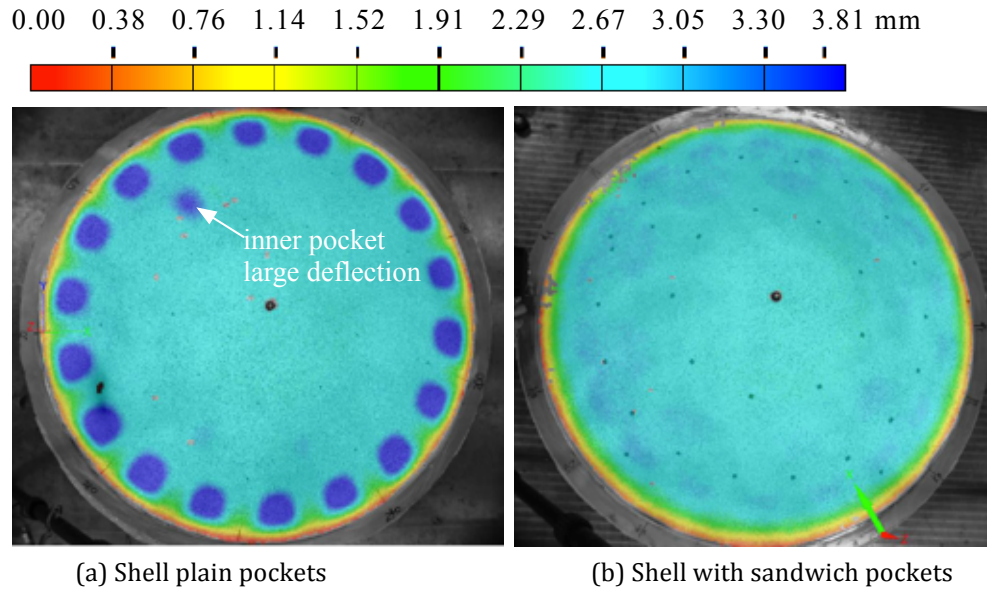 0.00 0.38 0.76 1.14 1.52 1.91 2.29 2.67 3.05 3.30 3.81 mm
inner pocket
large deflection
(a) Shell plain pockets
(b) Shell with sandwich pockets